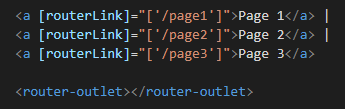 <a [routerLink]="['/page1']">Page 1</a> |
<a [routerLink]="['/page2']">Page 2</a> |
<a [routerLink]="['/page3']">Page 3</a>
<router-outlet></router-outlet>